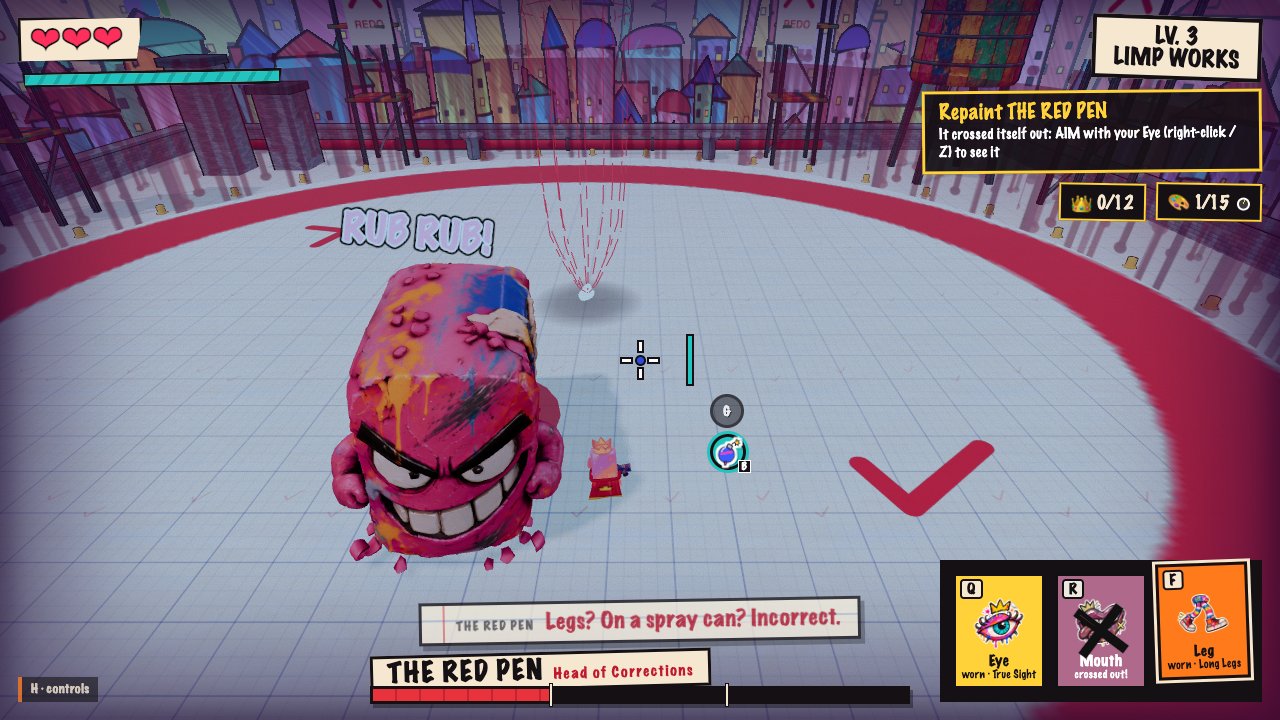 REDO
REDO
LV. 3
LIMP WORKS
Repaint THE RED PEN
It crossed itself out: AIM with your Eye (right-click /
Z) to see it
0/12
1/15
RUB RUB!
G
B
THE RED PEN Legs? On a spray can? Incorrect.
THE RED PEN Head of Corrections
H · controls
Q
Eye
worn · True Sight
R
Mouth
crossed out!
F
Leg
worn · Long Legs